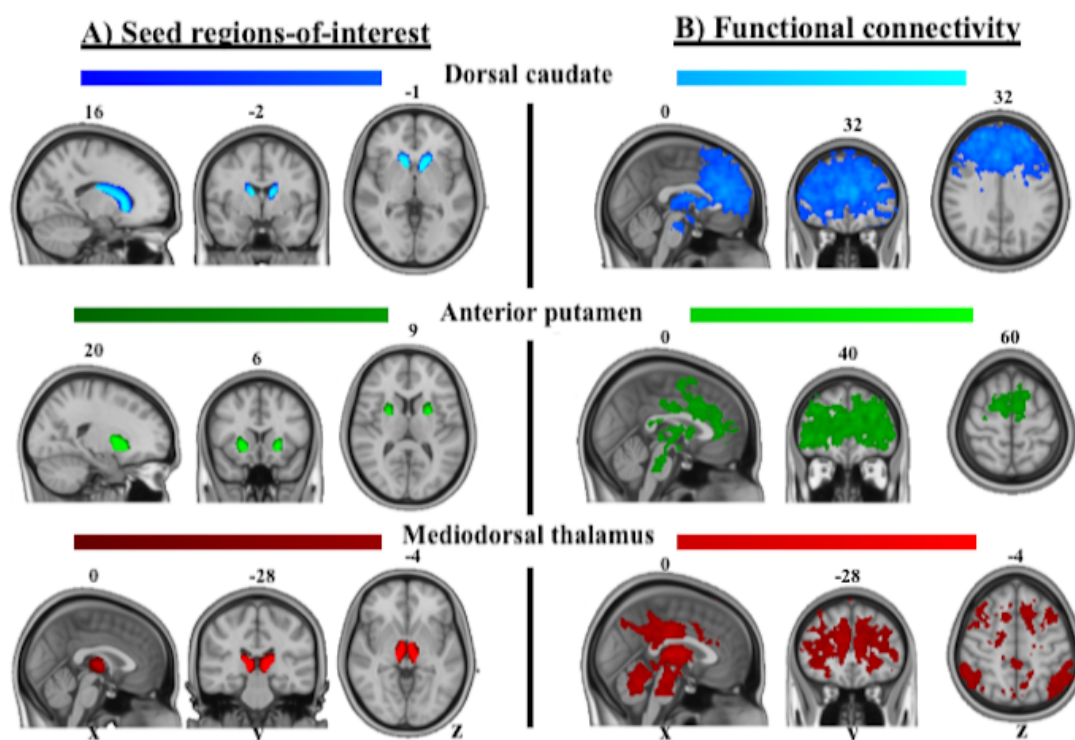 A) Seed regions-of-interest
B) Functional connectivity
Dorsal caudate
16
-2
-1
0
32
32
Anterior putamen
20
6
9
0
40
60
Mediodorsal thalamus
0
-28
-4
0
-28
-4
x
y
z
x
y
z